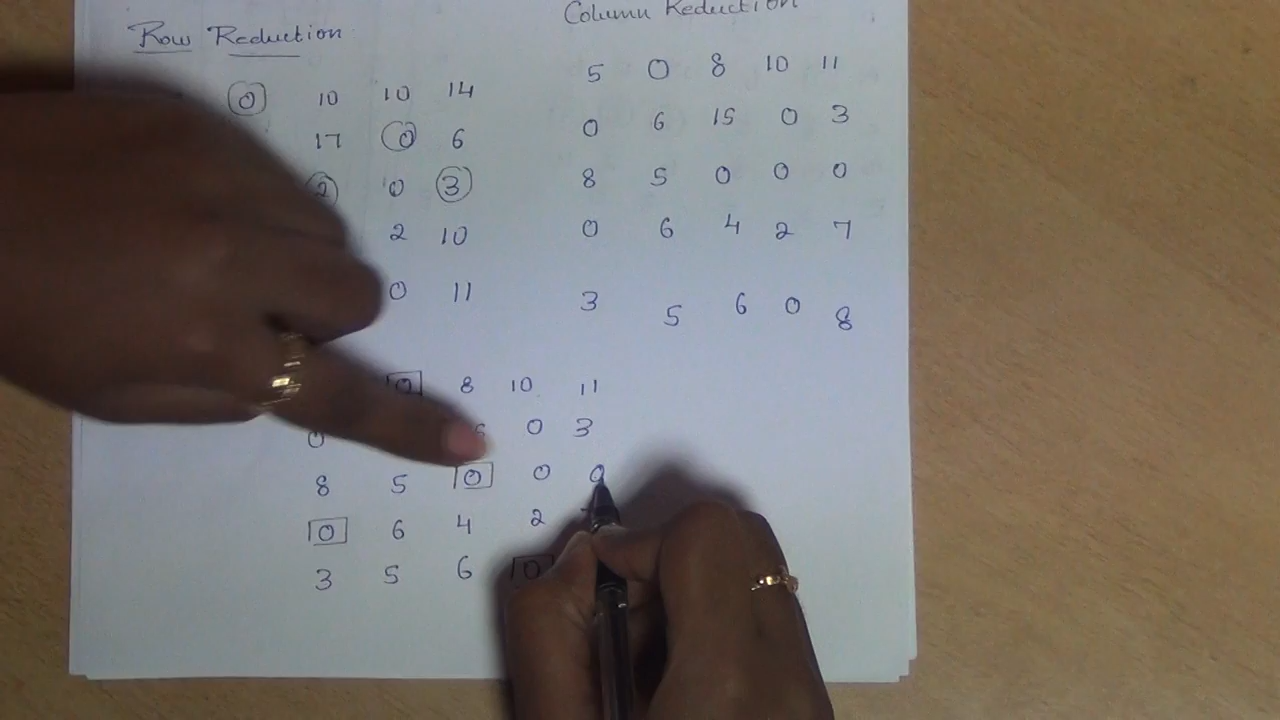 Row Reduction
0 10 10 14
17 0 6
2 0 3
2 10
0 11
Column Reduction
5 0 8 10 11
0 6 15 0 3
8 5 0 0 0
0 6 4 2 7
3 5 6 0 8
0 8 10 11
0 0 3
8 5 0 0 0
0 6 4 2
3 5 6 0